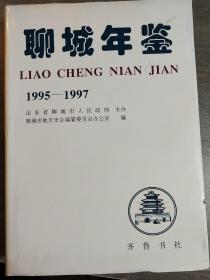 聊城年鉴
LIAO CHENG NIAN JIAN
1995—1997
山东省聊城市人民政府 主办
聊城市地方史志编纂委员会办公室 编
齐鲁书社